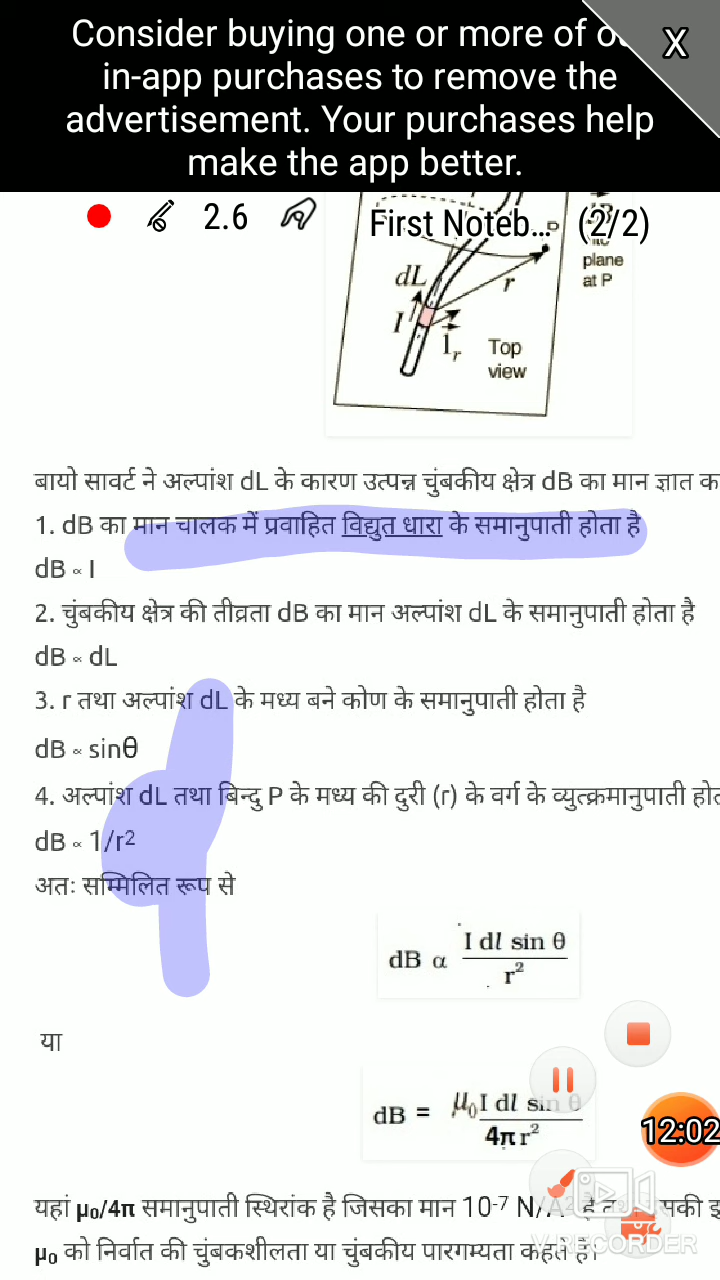 Consider buying one or more of
in-app purchases to remove the
advertisement. Your purchases help
make the app better.
X
2.6 First Noteb... (2/2)
plane
at P
dL
r
I
1r
Top
view
बायो सावर्ट ने अल्पांश dL के कारण उत्पन्न चुंबकीय क्षेत्र dB का मान ज्ञात
1. dB का मान चालक में प्रवाहित विद्युत धारा के समानुपाती होता है
dB ∝ I
2. चुंबकीय क्षेत्र की तीव्रता dB का मान अल्पांश dL के समानुपाती होता है
dB ∝ dL
3. r तथा अल्पांश dL के मध्य बने कोण के समानुपाती होता है
dB ∝ sinθ
4. अल्पांश dL तथा बिन्दु P के मध्य की दुरी (r) के वर्ग के व्युत्क्रमानुपाती
dB ∝ 1/r²
अतः सम्मिलित रूप से
dB α I dl sin θ / r²
या
dB = μ₀I dl sin θ / 4π r²
12:02
यहां μ₀/4π समानुपाती स्थिरांक है जिसका मान 10⁻⁷ N/A² है
μ₀ को निर्वात की चुंबकशीलता या चुंबकीय पारगम्यता कहते है।
V RECORDER